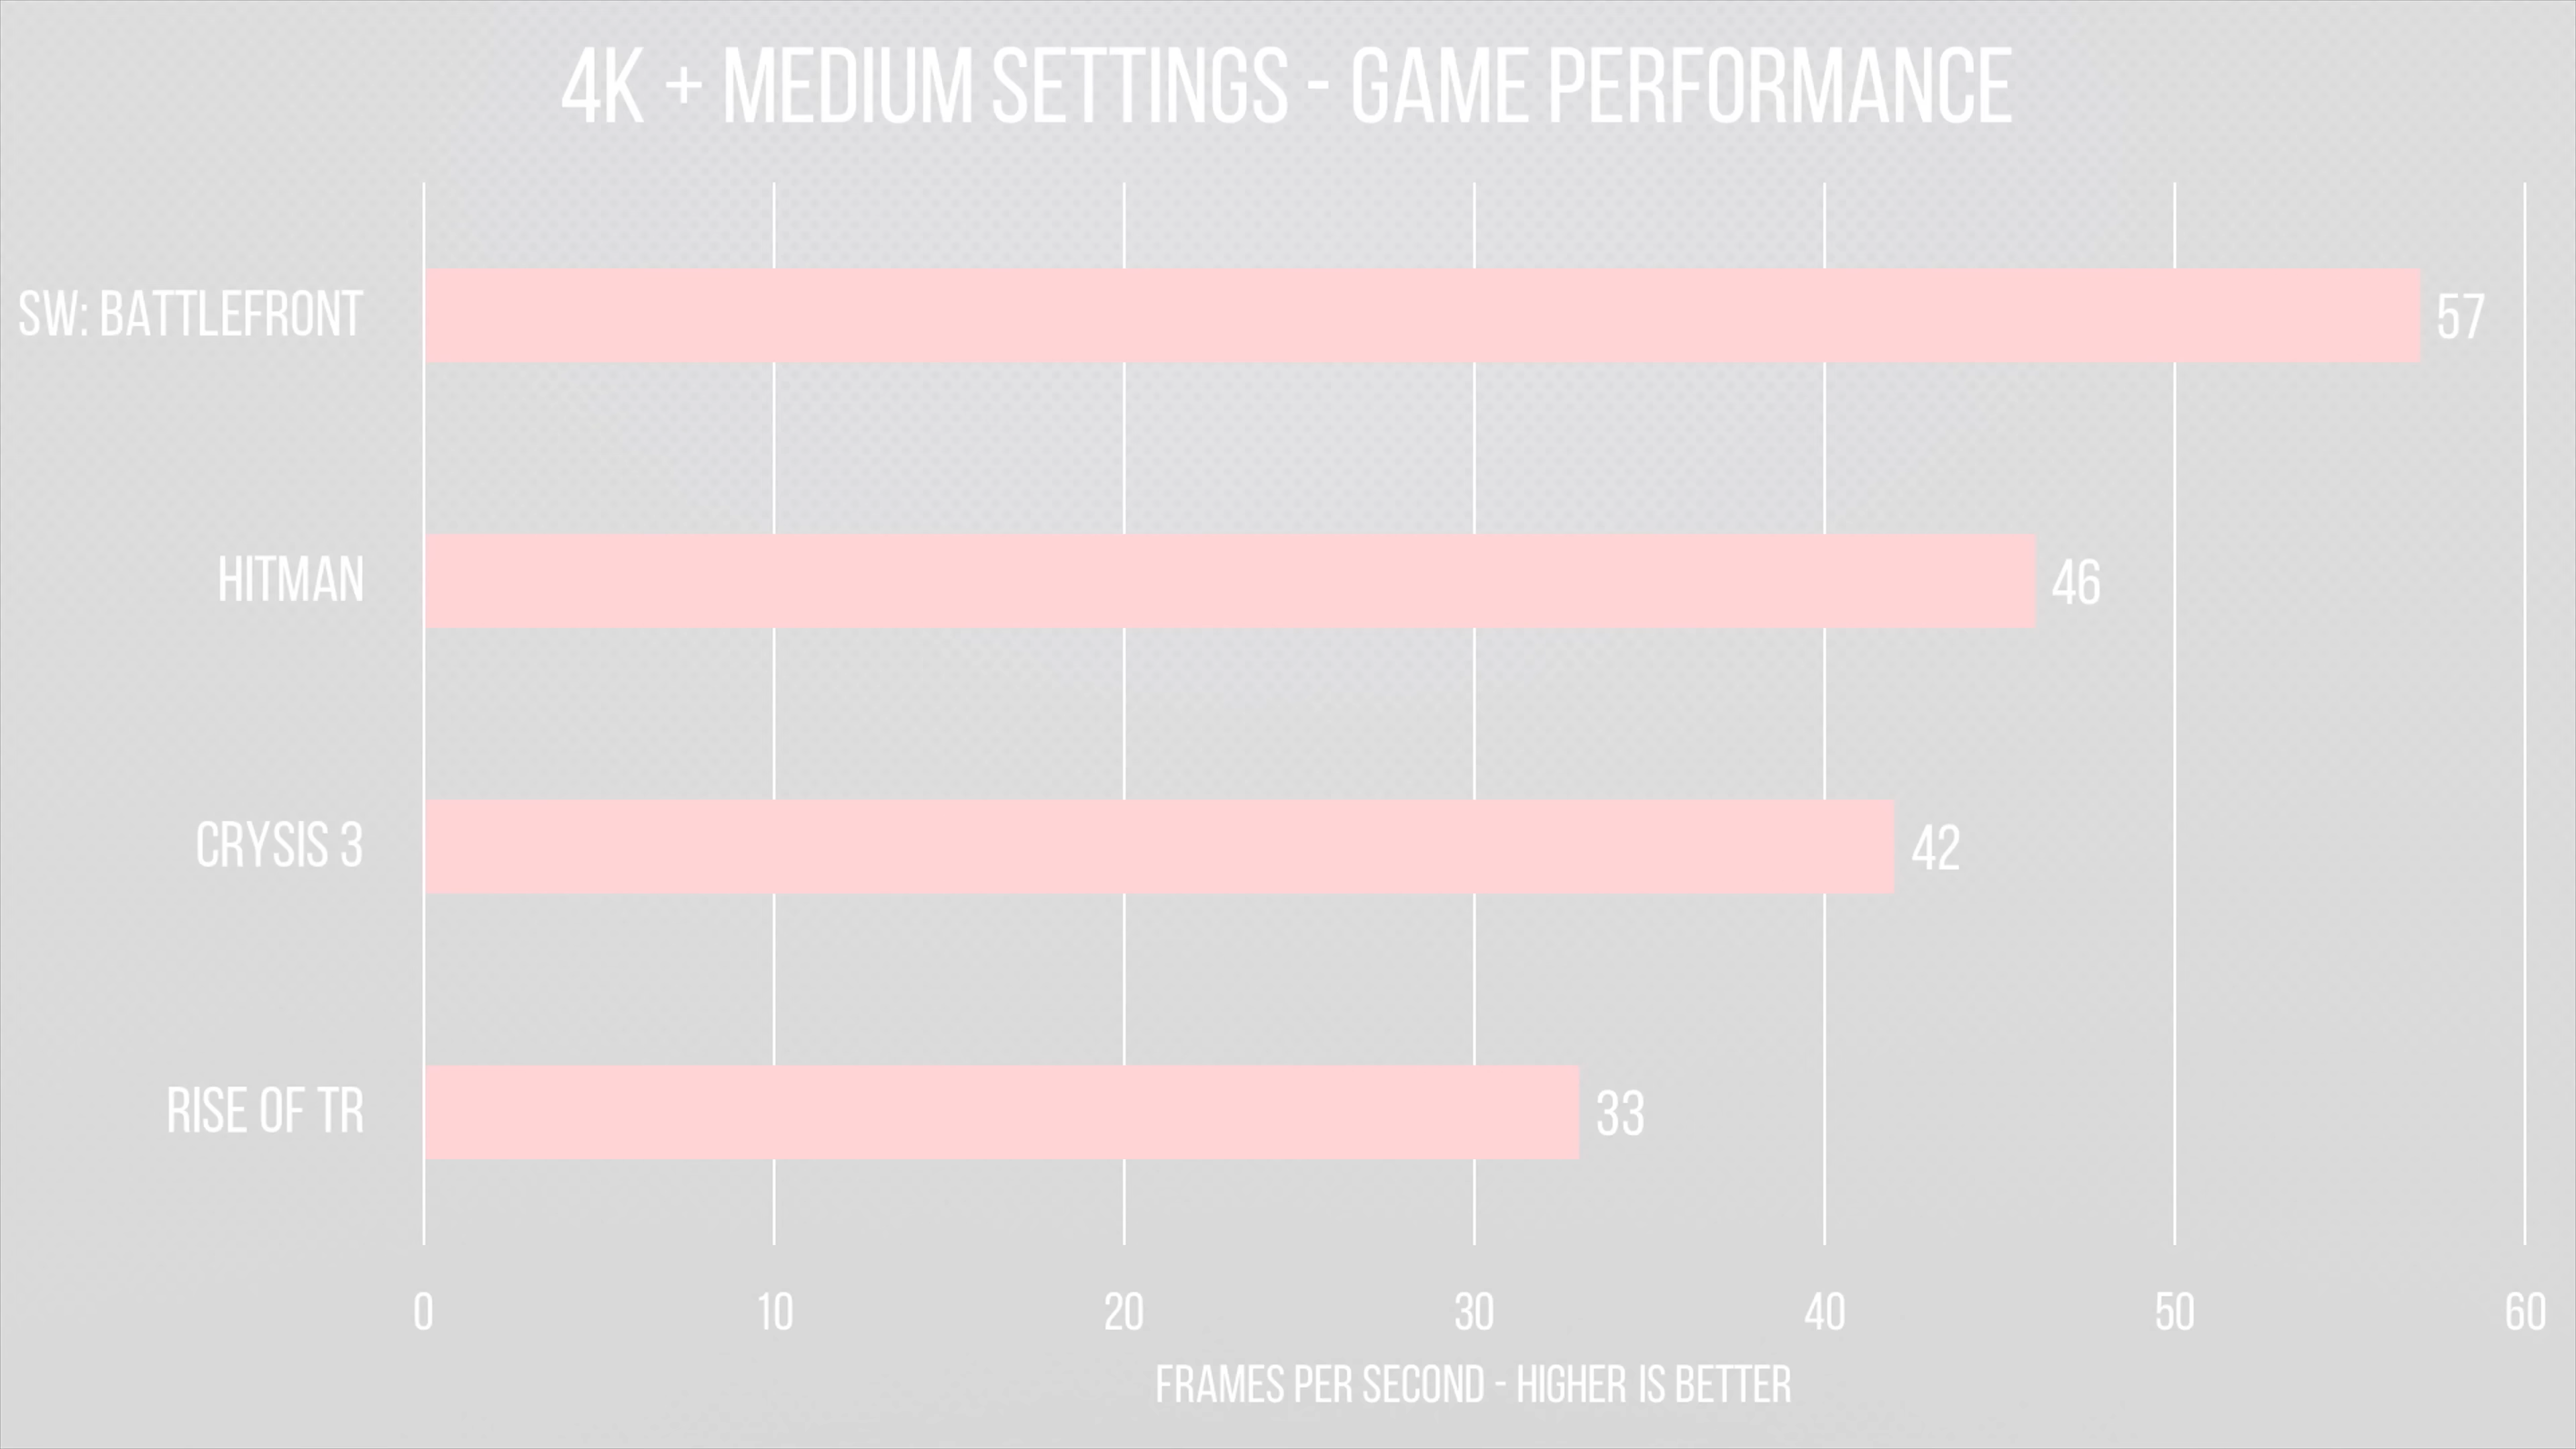 4K + MEDIUM SETTINGS - GAME PERFORMANCE
SW: BATTLEFRONT
57
HITMAN
46
CRYSIS 3
42
RISE OF TR
33
0 10 20 30 40 50 60
FRAMES PER SECOND - HIGHER IS BETTER